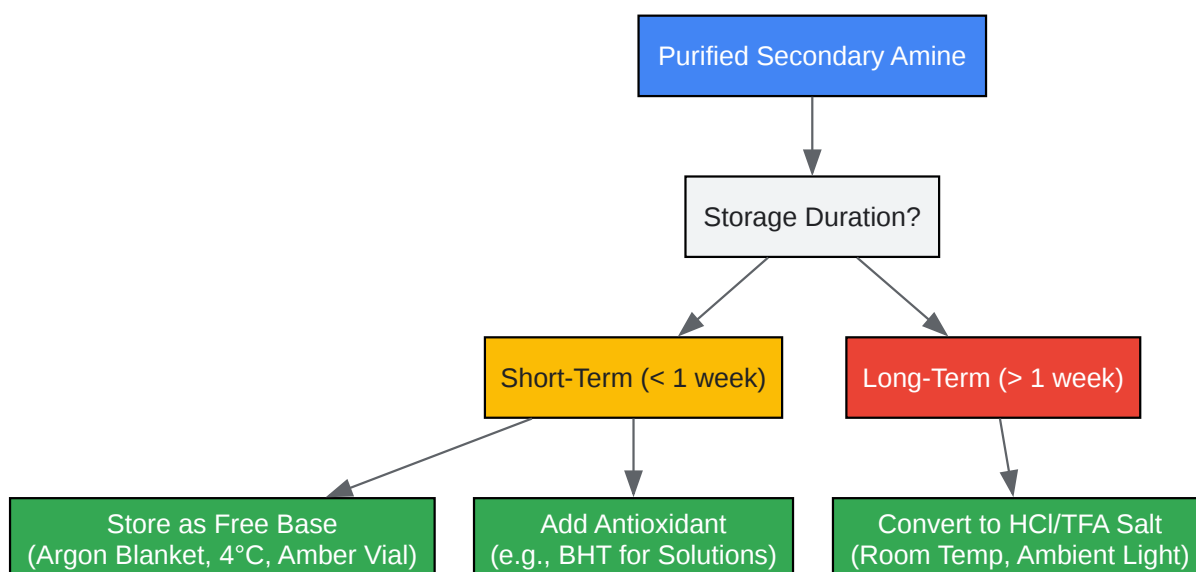 Purified Secondary Amine
Storage Duration?
Short-Term (< 1 week)
Long-Term (> 1 week)
Store as Free Base
(Argon Blanket, 4°C, Amber Vial)
Add Antioxidant
(e.g., BHT for Solutions)
Convert to HCl/TFA Salt
(Room Temp, Ambient Light)